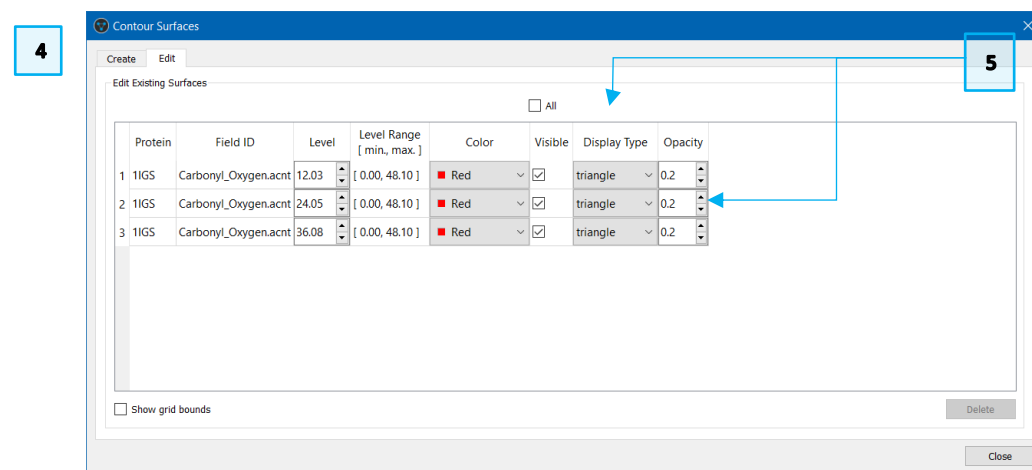 4
Contour Surfaces
5
Create Edit
Edit Existing Surfaces
All
Protein Field ID Level Level Range [ min., max. ] Color Visible Display Type Opacity
1 1IGS Carbonyl_Oxygen.acnt 12.03 [ 0.00, 48.10 ] Red triangle 0.2
2 1IGS Carbonyl_Oxygen.acnt 24.05 [ 0.00, 48.10 ] Red triangle 0.2
3 1IGS Carbonyl_Oxygen.acnt 36.08 [ 0.00, 48.10 ] Red triangle 0.2
Show grid bounds Delete
Close